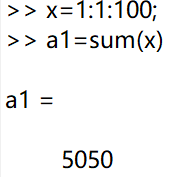 >> x=1:1:100;
>> a1=sum(x)
a1 =
5050